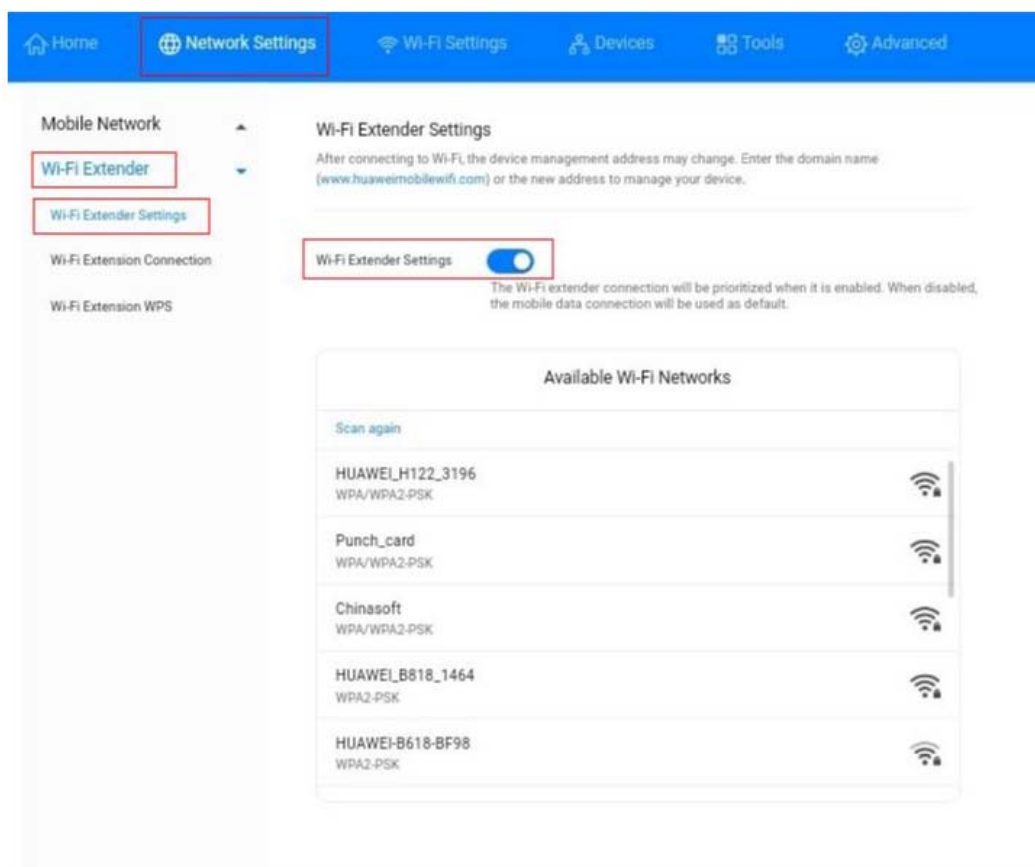 Home
Network Settings
Wi-Fi Settings
Devices
Tools
Advanced
Mobile Network
Wi-Fi Extender
Wi-Fi Extender Settings
Wi-Fi Extension Connection
Wi-Fi Extension WPS
Wi-Fi Extender Settings
After connecting to Wi-Fi, the device management address may change. Enter the domain name
(www.huaweimobilewifi.com) or the new address to manage your device.
Wi-Fi Extender Settings
The Wi-Fi extender connection will be prioritized when it is enabled. When disabled,
the mobile data connection will be used as default.
Available Wi-Fi Networks
Scan again
HUAWEI_H122_3196
WPA/WPA2-PSK
Punch_card
WPA/WPA2-PSK
Chinasoft
WPA/WPA2-PSK
HUAWEI_B818_1464
WPA2-PSK
HUAWEI-B618-BF98
WPA2-PSK